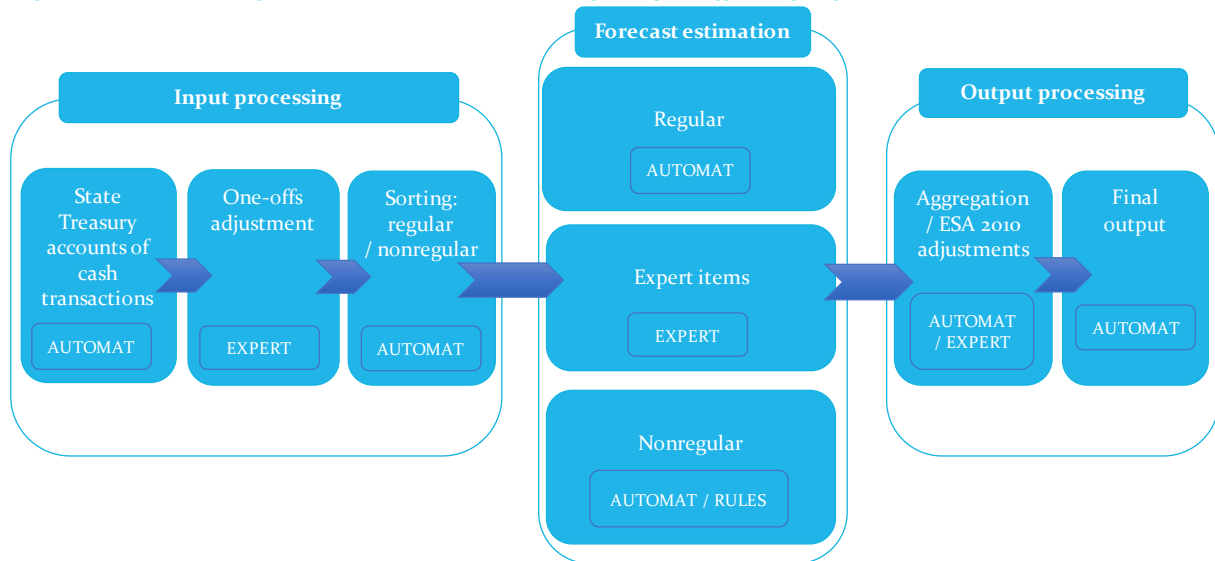 Input processing
State
Treasury
accounts of
cash
transactions
AUTOMAT
One-offs
adjustment
EXPERT
Sorting:
regular
/ nonregular
AUTOMAT
Forecast estimation
Regular
AUTOMAT
Expert items
EXPERT
Nonregular
AUTOMAT / RULES
Output processing
Aggregation
/ ESA 2010
adjustments
AUTOMAT
/ EXPERT
Final
output
AUTOMAT